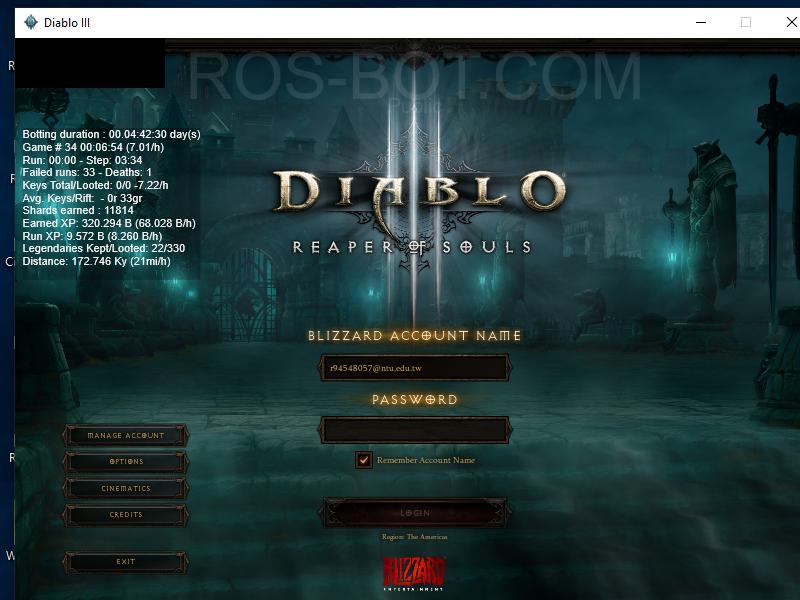 Diablo III
ROS-BOT.COM
Public
Botting duration : 00.04:42:30 day(s)
Game # 34 00:06:54 (7.01/h)
Run: 00:00 - Step: 03:34
Failed runs: 33 - Deaths: 1
Keys Total/Looted: 0/0 -7.22/h
Avg. Keys/Rift: - 0r 33gr
Shards earned : 11814
Earned XP: 320.294 B (68.028 B/h)
Run XP: 9.572 B (8.260 B/h)
Legendaries Kept/Looted: 22/330
Distance: 172.746 Ky (21mi/h)
DIABLO
REAPER OF SOULS
BLIZZARD ACCOUNT NAME
r94548057@ntu.edu.tw
PASSWORD
Remember Account Name
LOGIN
Region: The Americas
MANAGE ACCOUNT
OPTIONS
CINEMATICS
CREDITS
EXIT
BLIZZARD
ENTERTAINMENT